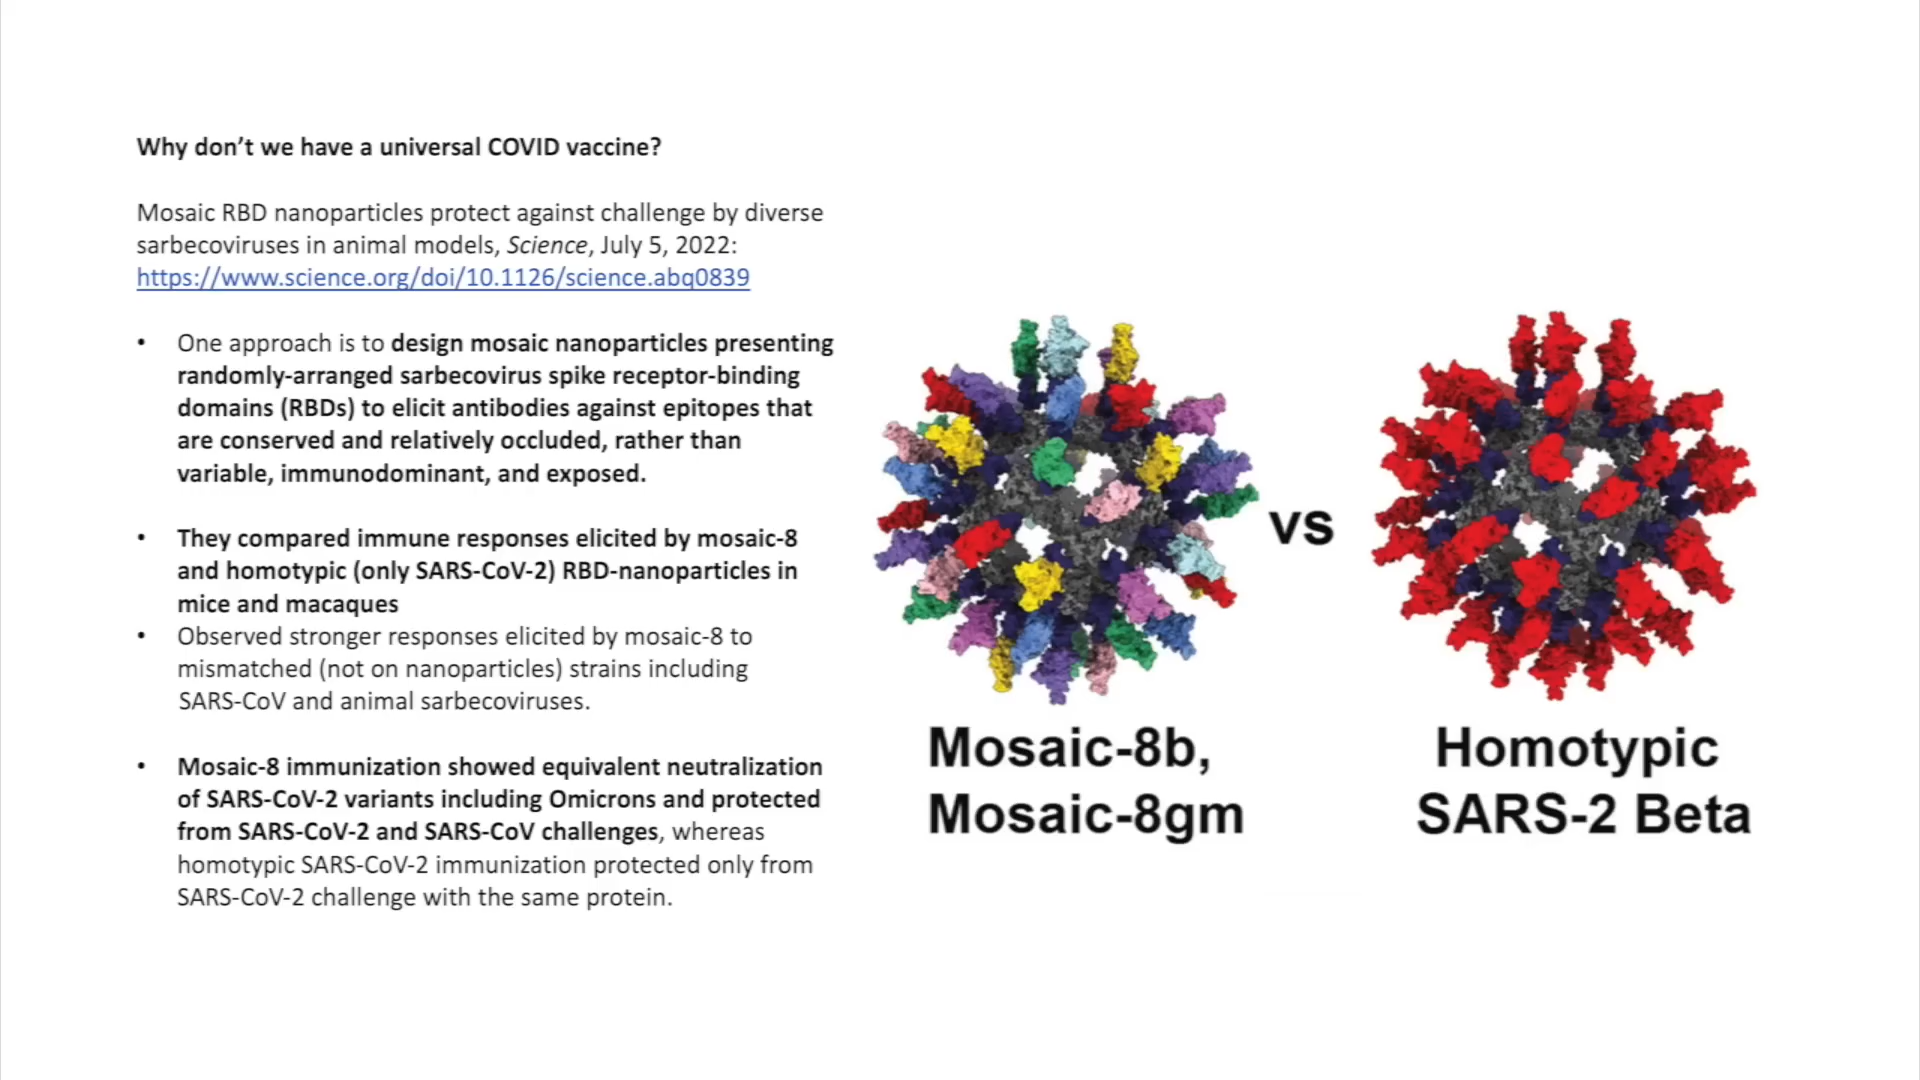 Why don’t we have a universal COVID vaccine?
Mosaic RBD nanoparticles protect against challenge by diverse
sarbecoviruses in animal models, Science, July 5, 2022:
https://www.science.org/doi/10.1126/science.abq0839
• One approach is to design mosaic nanoparticles presenting
randomly-arranged sarbecovirus spike receptor-binding
domains (RBDs) to elicit antibodies against epitopes that
are conserved and relatively occluded, rather than
variable, immunodominant, and exposed.
• They compared immune responses elicited by mosaic-8
and homotypic (only SARS-CoV-2) RBD-nanoparticles in
mice and macaques
• Observed stronger responses elicited by mosaic-8 to
mismatched (not on nanoparticles) strains including
SARS-CoV and animal sarbecoviruses.
• Mosaic-8 immunization showed equivalent neutralization
of SARS-CoV-2 variants including Omicrons and protected
from SARS-CoV-2 and SARS-CoV challenges, whereas
homotypic SARS-CoV-2 immunization protected only from
SARS-CoV-2 challenge with the same protein.
vs
Mosaic-8b,
Mosaic-8gm
Homotypic
SARS-2 Beta